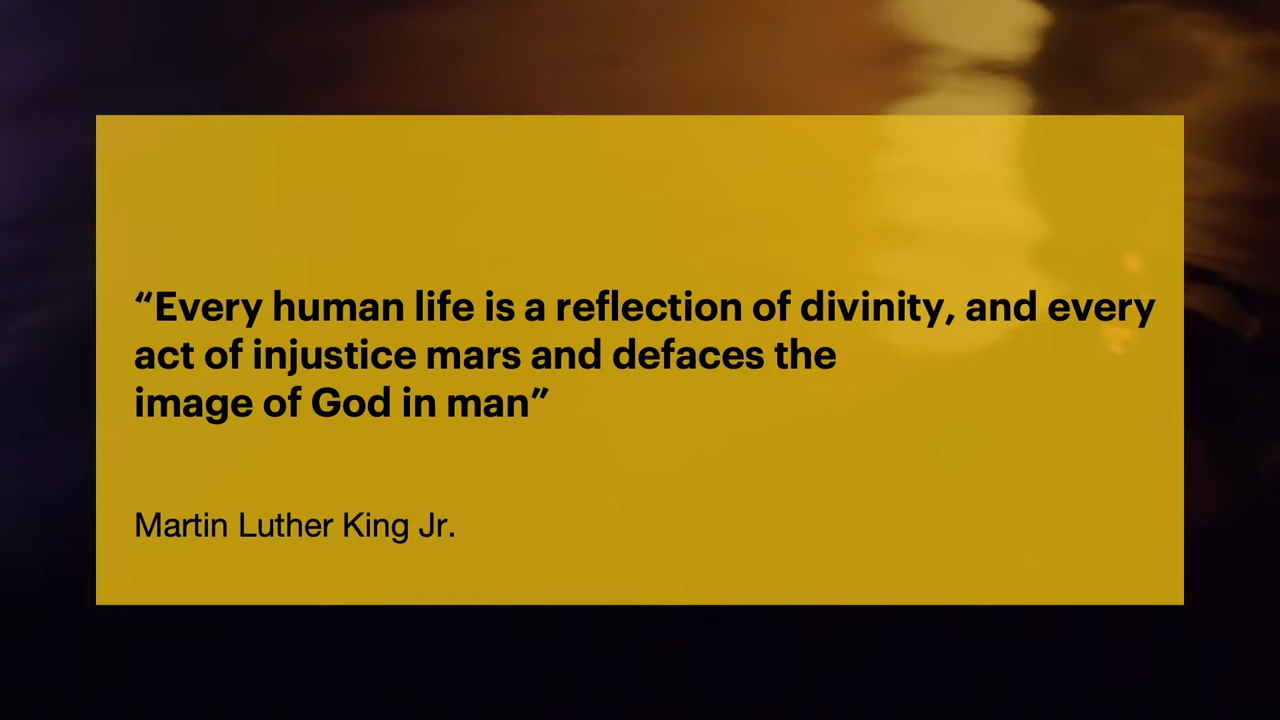 “Every human life is a reflection of divinity, and every
act of injustice mars and defaces the
image of God in man”
Martin Luther King Jr.